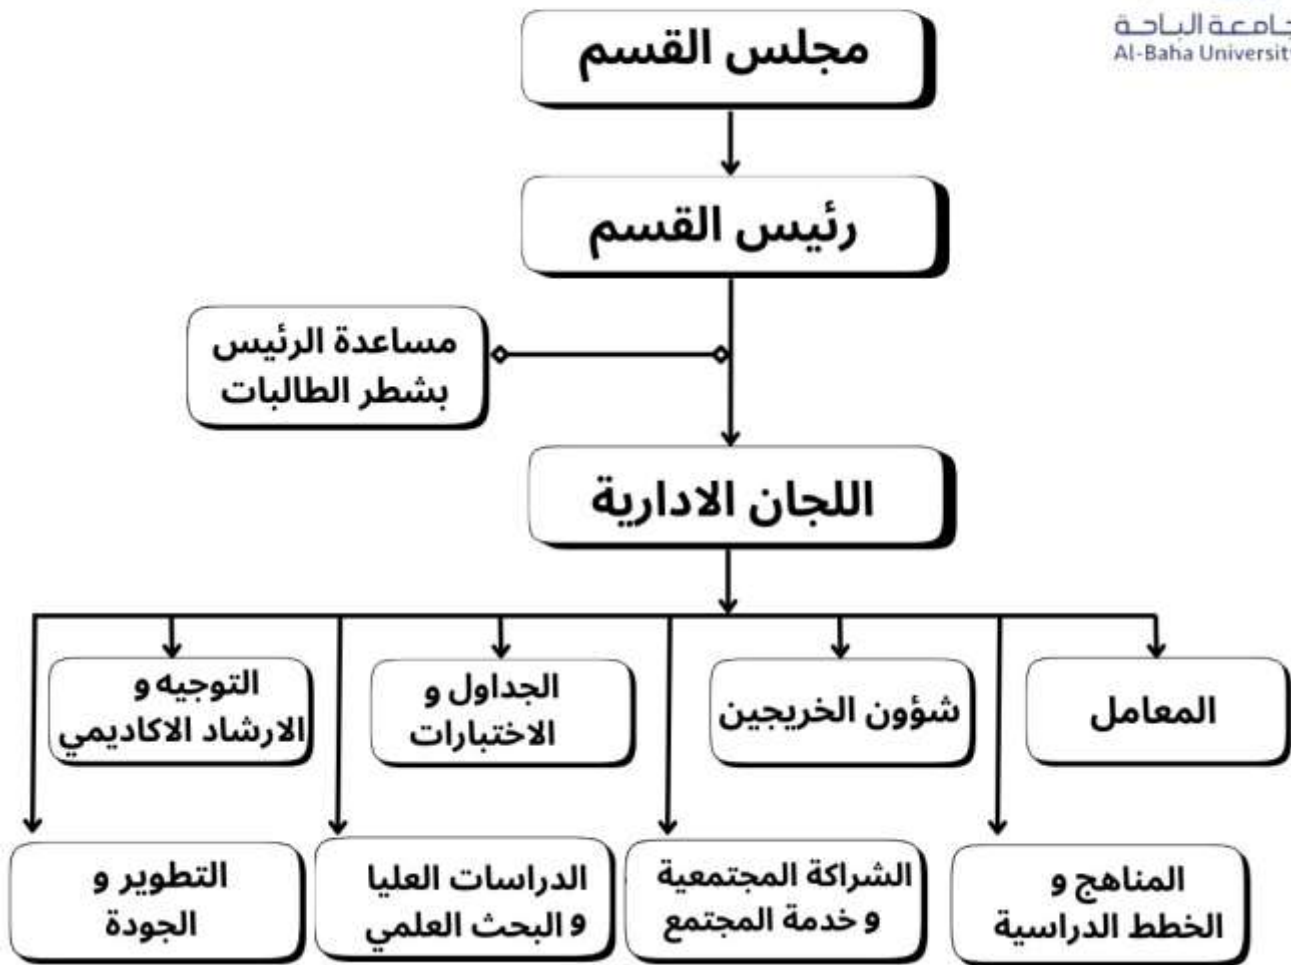 جامعة الباحة
Al-Baha University
مجلس القسم
رئيس القسم
مساعدة الرئيس
بشطر الطالبات
اللجان الادارية
المعامل
شؤون الخريجين
الجداول و
الاختبارات
التوجيه و
الارشاد الاكاديمي
المناهج و
الخطط الدراسية
الشراكة المجتمعية
و خدمة المجتمع
الدراسات العليا
و البحث العلمي
التطوير و
الجودة